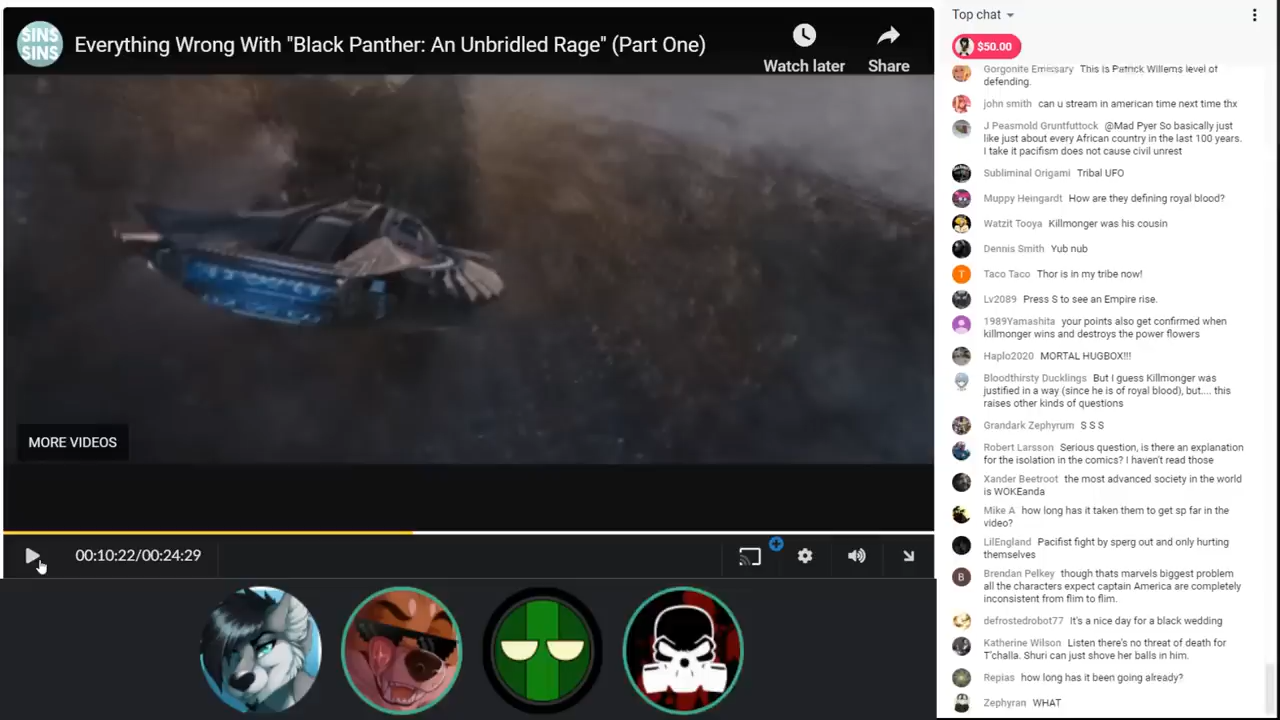 SINS
SINS
Everything Wrong With "Black Panther: An Unbridled Rage" (Part One)
Watch later
Share
MORE VIDEOS
00:10:22/00:24:29
Top chat
$50.00
Gorgonite Emissary This is Patrick Willems level of
defending.
john smith can u stream in american time next time thx
J Peasmold Gruntfuttock @Mad Pyer So basically just
like just about every African country in the last 100 years.
I take it pacifism does not cause civil unrest
Subliminal Origami Tribal UFO
Muppy Heingardt How are they defining royal blood?
Watzit Tooya Killmonger was his cousin
Dennis Smith Yub nub
T
Taco Taco Thor is in my tribe now!
Lv2089 Press S to see an Empire rise.
1989Yamashita your points also get confirmed when
killmonger wins and destroys the power flowers
Haplo2020 MORTAL HUGBOX!!!
Bloodthirsty Ducklings But I guess Killmonger was
justified in a way (since he is of royal blood), but.... this
raises other kinds of questions
Grandark Zephyrum S S S
Robert Larsson Serious question, is there an explanation
for the isolation in the comics? I haven't read those
Xander Beetroot the most advanced society in the world
is WOKEanda
Mike A how long has it taken them to get sp far in the
video?
LilEngland Pacifist fight by sperg out and only hurting
themselves
B
Brendan Pelkey though thats marvels biggest problem
all the characters expect captain America are completely
inconsistent from flim to flim.
defrostedrobot77 It's a nice day for a black wedding
Katherine Wilson Listen there's no threat of death for
T'challa. Shuri can just shove her balls in him.
Repias how long has it been going already?
Zephyran WHAT